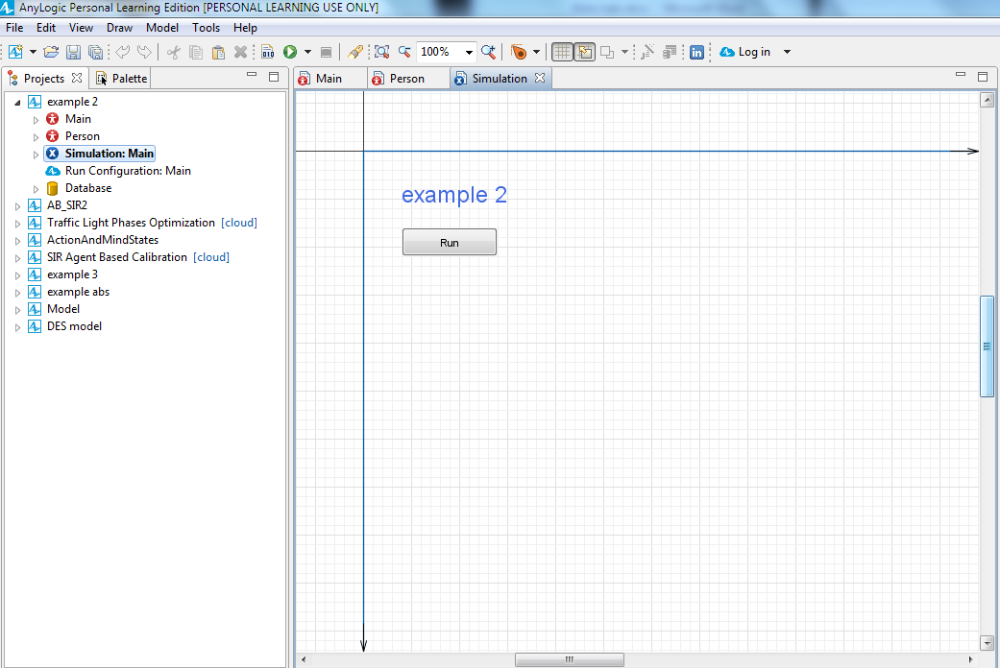 AnyLogic Personal Learning Edition [PERSONAL LEARNING USE ONLY]
File Edit View Draw Model Tools Help
010 100% in Log in
Projects Palette Main Person Simulation
example 2
Main
Person
Simulation: Main
Run Configuration: Main
Database
AB_SIR2
Traffic Light Phases Optimization [cloud]
ActionAndMindStates
SIR Agent Based Calibration [cloud]
example 3
example abs
Model
DES model
example 2
Run